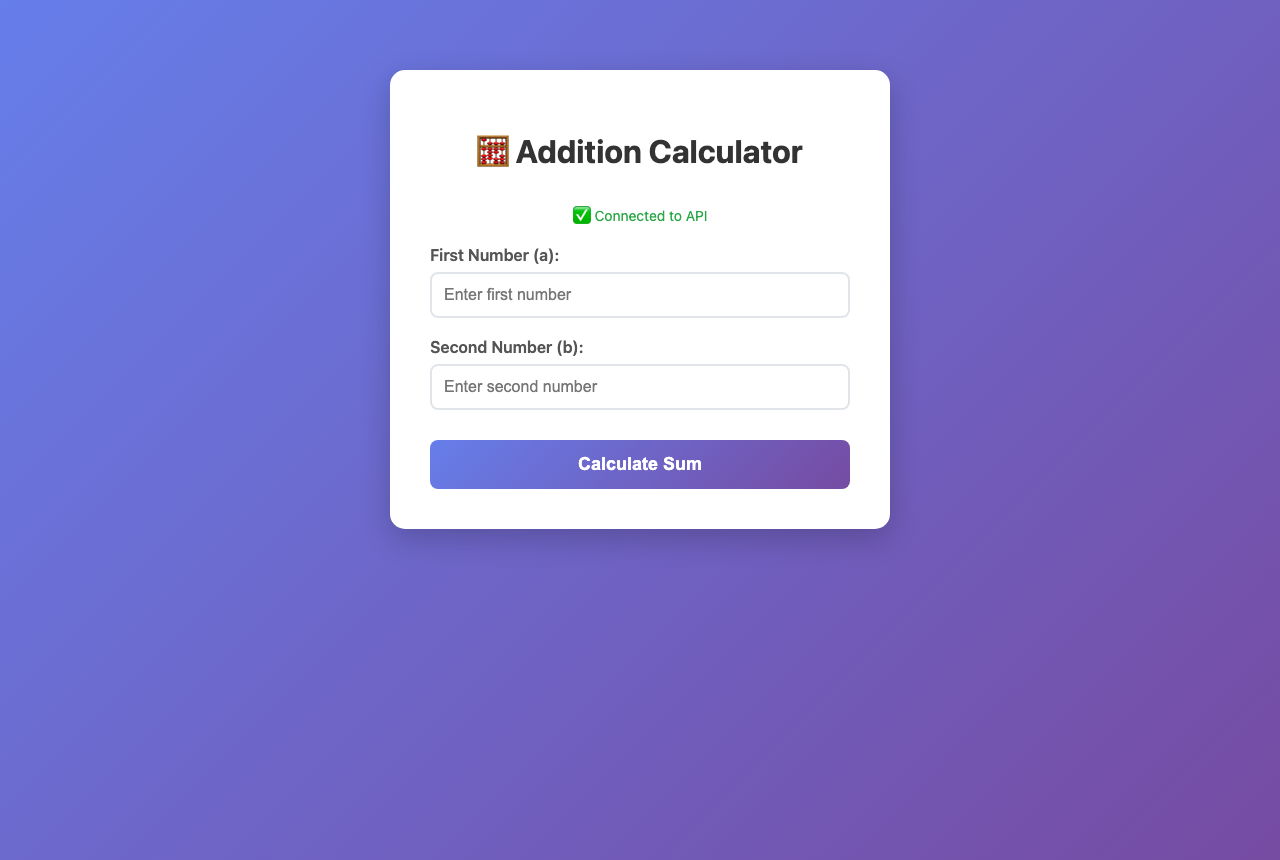 Addition Calculator
Connected to API
First Number (a):
Enter first number
Second Number (b):
Enter second number
Calculate Sum